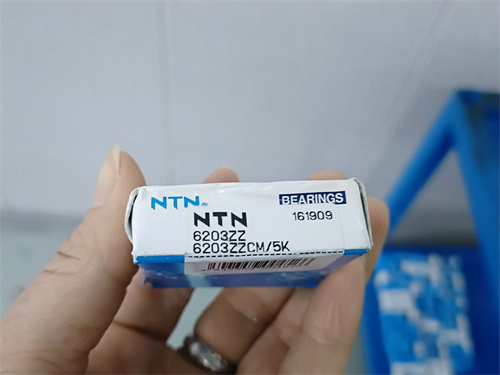 NTN® BEARINGS
NTN 161909
6203ZZ
6203ZZCM/5K